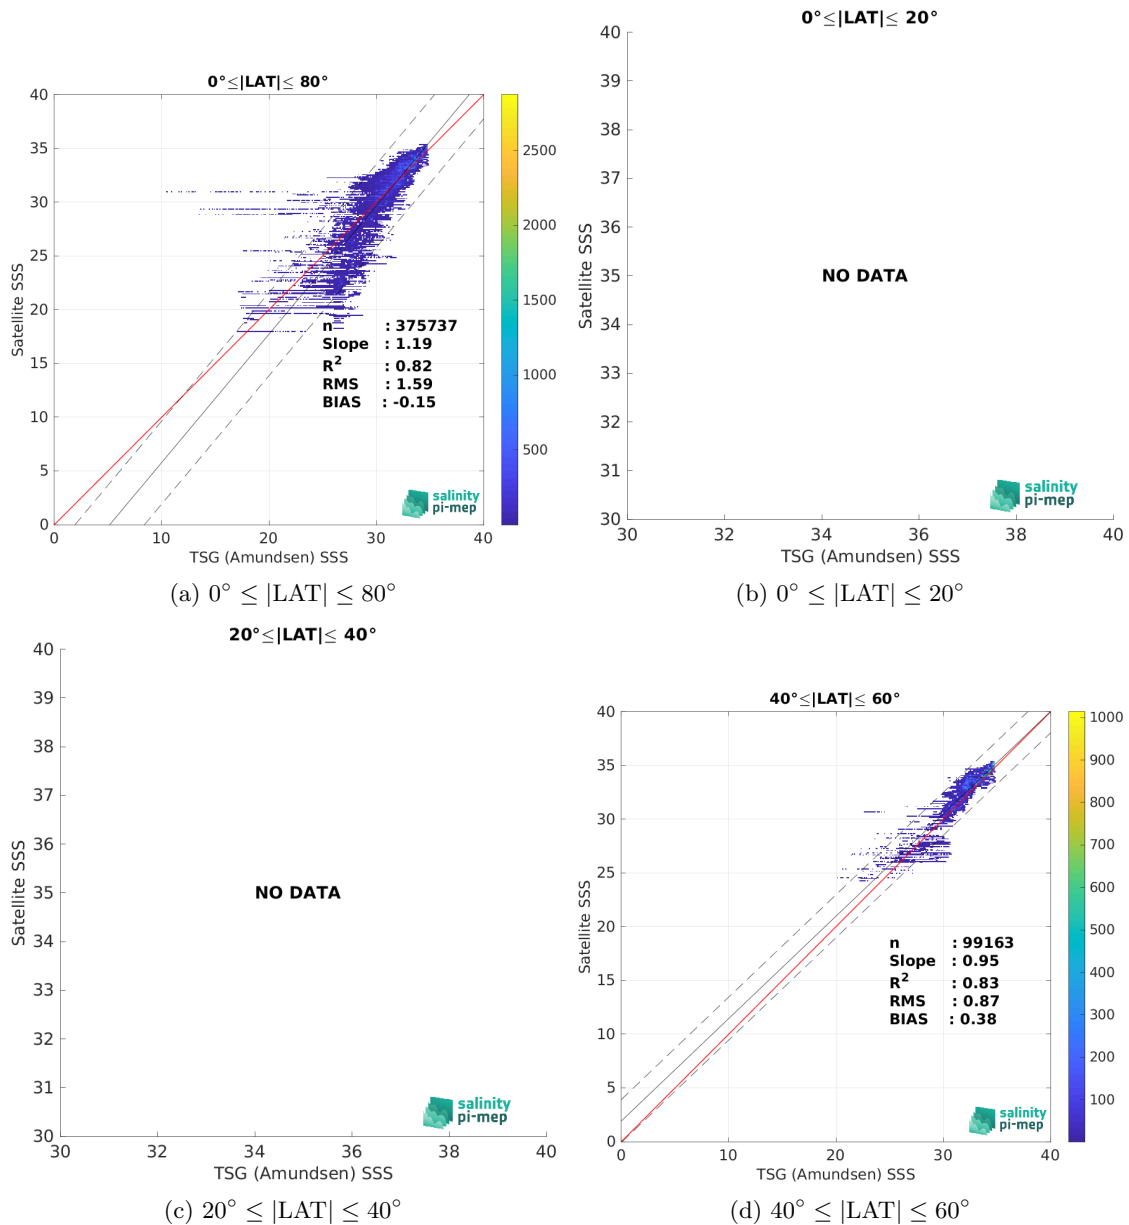 0°≤|LAT|≤ 80°
40
35
30
25
20
15
10
5
0
Satellite SSS
2500
2000
1500
1000
500
n : 375737
Slope : 1.19
R² : 0.82
RMS : 1.59
BIAS : -0.15
salinity
pi-mep
0 10 20 30 40
TSG (Amundsen) SSS
(a) 0° ≤ |LAT| ≤ 80°
0°≤|LAT|≤ 20°
40
39
38
37
36
35
34
33
32
31
30
Satellite SSS
NO DATA
salinity
pi-mep
30 32 34 36 38 40
TSG (Amundsen) SSS
(b) 0° ≤ |LAT| ≤ 20°
20°≤|LAT|≤ 40°
40
39
38
37
36
35
34
33
32
31
30
Satellite SSS
NO DATA
salinity
pi-mep
30 32 34 36 38 40
TSG (Amundsen) SSS
(c) 20° ≤ |LAT| ≤ 40°
40°≤|LAT|≤ 60°
40
35
30
25
20
15
10
5
0
Satellite SSS
1000
900
800
700
600
500
400
300
200
100
n : 99163
Slope : 0.95
R² : 0.83
RMS : 0.87
BIAS : 0.38
salinity
pi-mep
0 10 20 30 40
TSG (Amundsen) SSS
(d) 40° ≤ |LAT| ≤ 60°